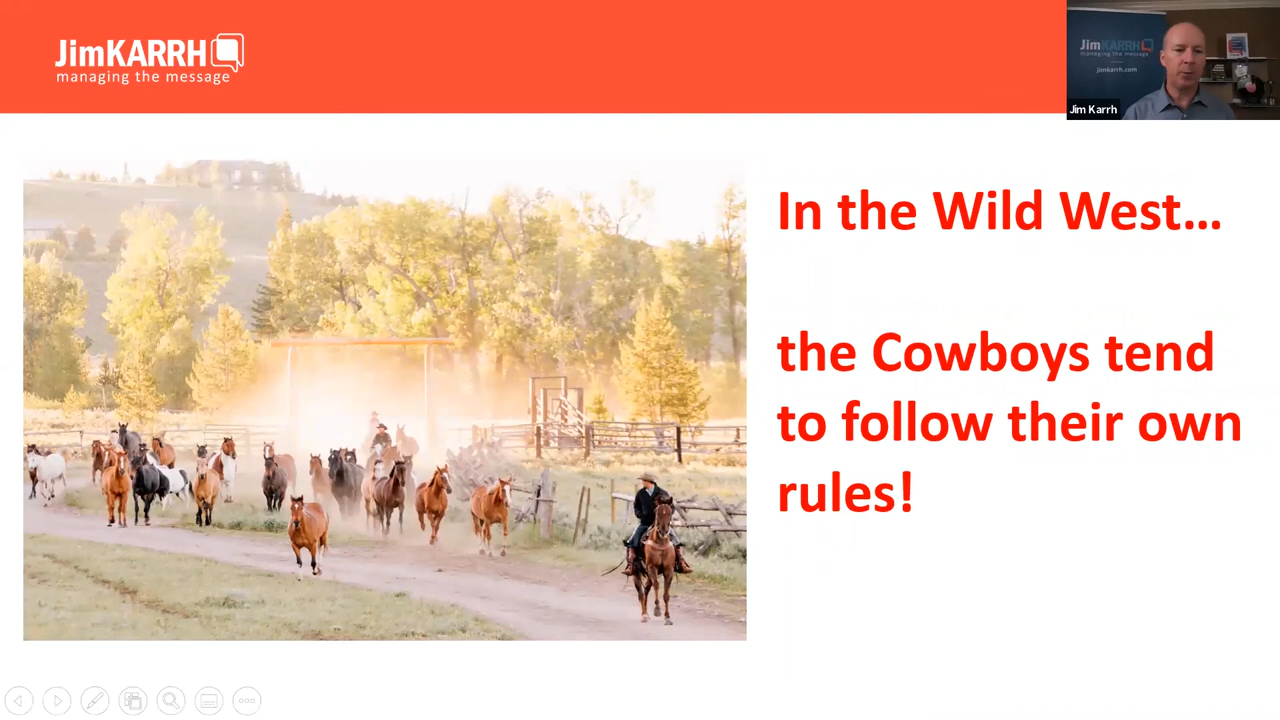 JimKARRH
managing the message
JimKARRH
managing the message
jimkarrh.com
Jim Karrh
In the Wild West...
the Cowboys tend
to follow their own
rules!